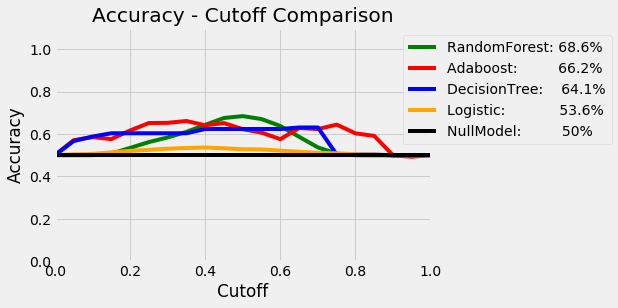 Accuracy - Cutoff Comparison
RandomForest: 68.6%
Adaboost: 66.2%
DecisionTree: 64.1%
Logistic: 53.6%
NullModel: 50%
Accuracy
1.0
0.8
0.6
0.4
0.2
0.0
0.0 0.2 0.4 0.6 0.8 1.0
Cutoff